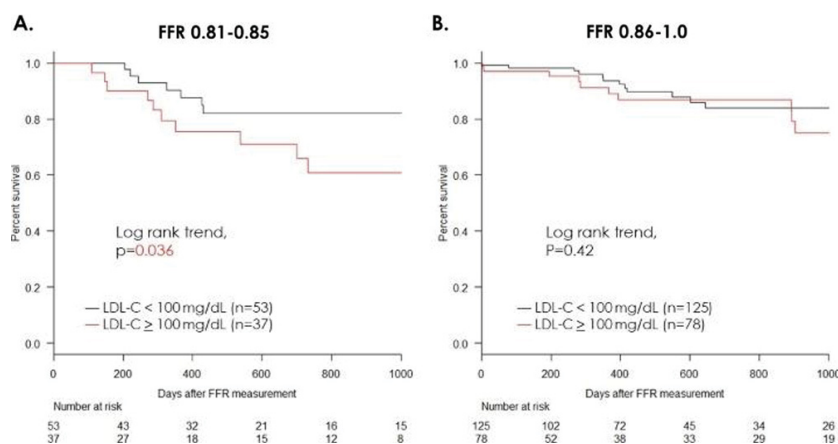 A.
FFR 0.81-0.85
Percent survival
1.0
0.8
0.6
0.4
0.2
0.0
Log rank trend,
p=0.036
LDL-C < 100 mg/dL (n=53)
LDL-C ≥ 100 mg/dL (n=37)
0 200 400 600 800 1000
Days after FFR measurement
Number at risk
53 43 32 21 16 15
37 27 18 15 12 8
B.
FFR 0.86-1.0
Percent survival
1.0
0.8
0.6
0.4
0.2
0.0
Log rank trend,
P=0.42
LDL-C < 100 mg/dL (n=125)
LDL-C ≥ 100 mg/dL (n=78)
0 200 400 600 800 1000
Days after FFR measurement
Number at risk
125 102 72 45 34 26
78 52 38 33 29 19